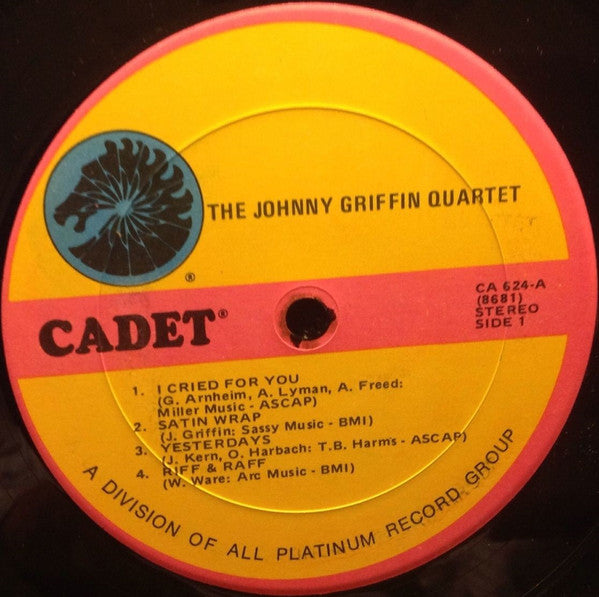 THE JOHNNY GRIFFIN QUARTET
®
CADET®
CA 624-A
(8681)
STEREO
SIDE 1
1. I CRIED FOR YOU
(G. Arnheim, A. Lyman, A. Freed:
Miller Music - ASCAP)
2. SATIN WRAP
(J. Griffin: Sassy Music - BMI)
3. YESTERDAYS
(J. Kern, O. Harbach: T.B. Harms - ASCAP)
4. RIFF & RAFF
(W. Ware: Arc Music - BMI)
A DIVISION OF ALL PLATINUM RECORD GROUP